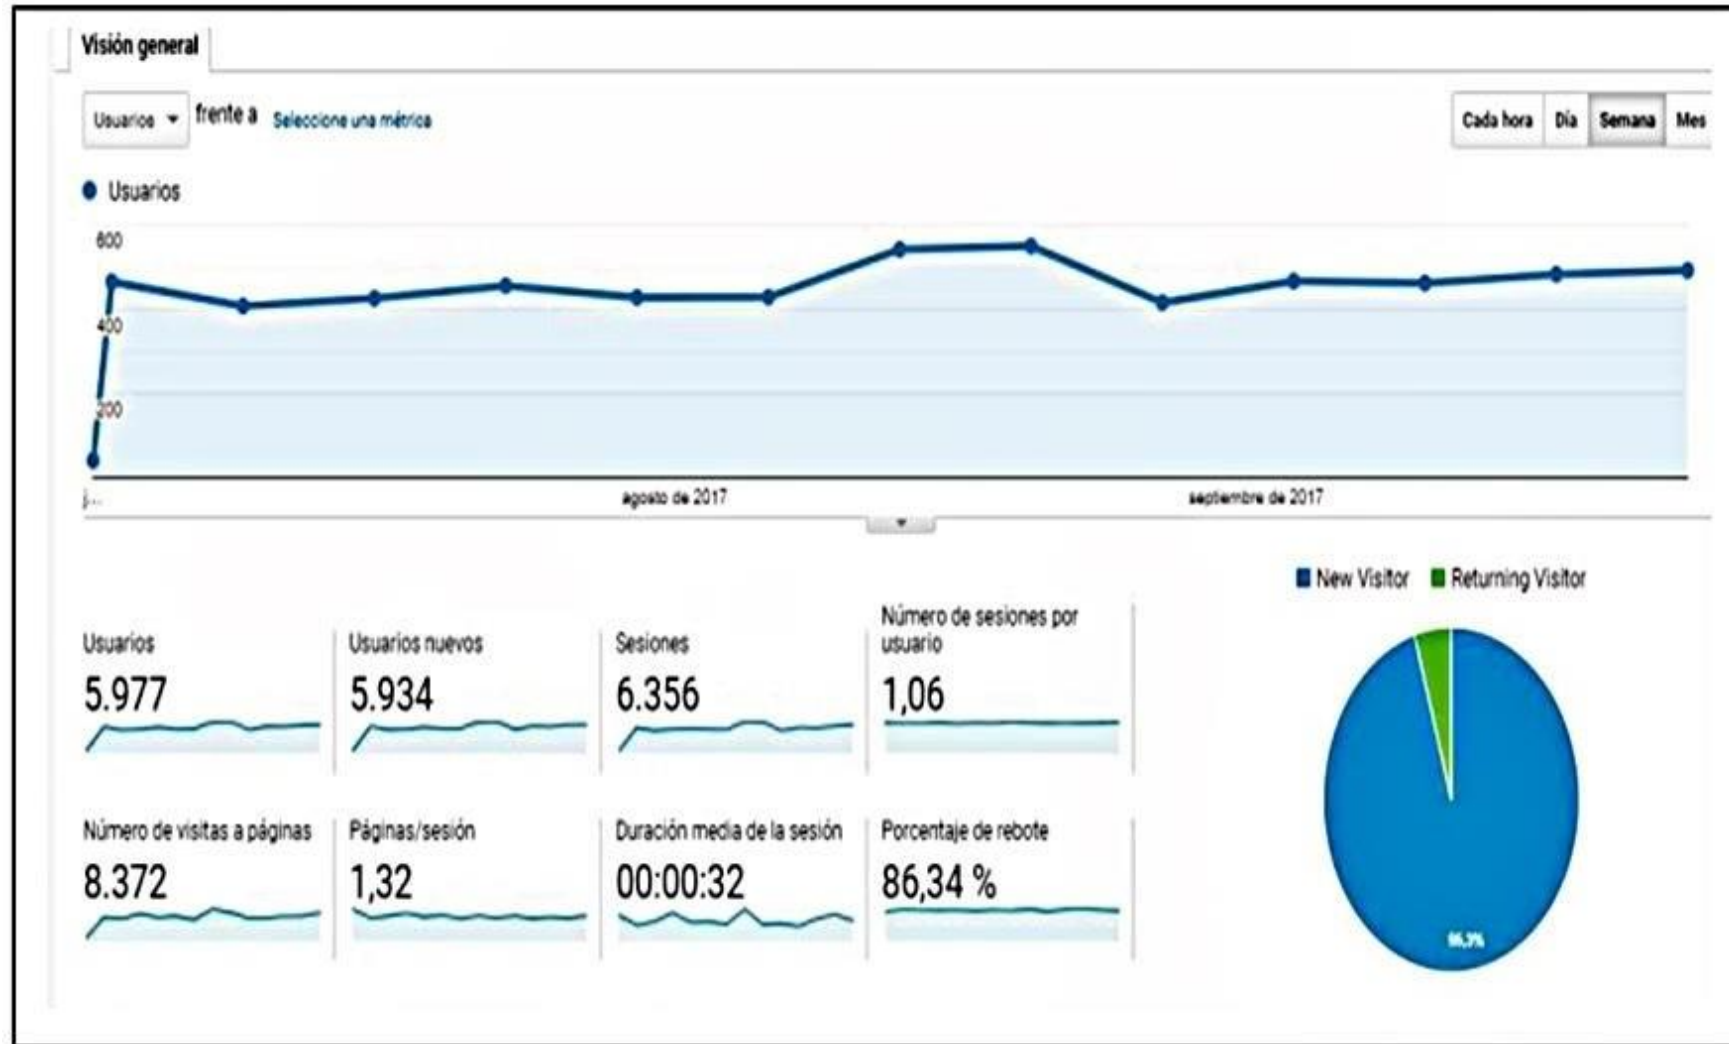 Visión general
Usuarios frente a Seleccione una métrica
Cada hora Día Semana Mes
Usuarios
600
400
200
j...
agosto de 2017 septiembre de 2017
New Visitor Returning Visitor
Usuarios
5.977
Usuarios nuevos
5.934
Sesiones
6.356
Número de sesiones por
usuario
1,06
Número de visitas a páginas
8.372
Páginas/sesión
1,32
Duración media de la sesión
00:00:32
Porcentaje de rebote
86,34 %